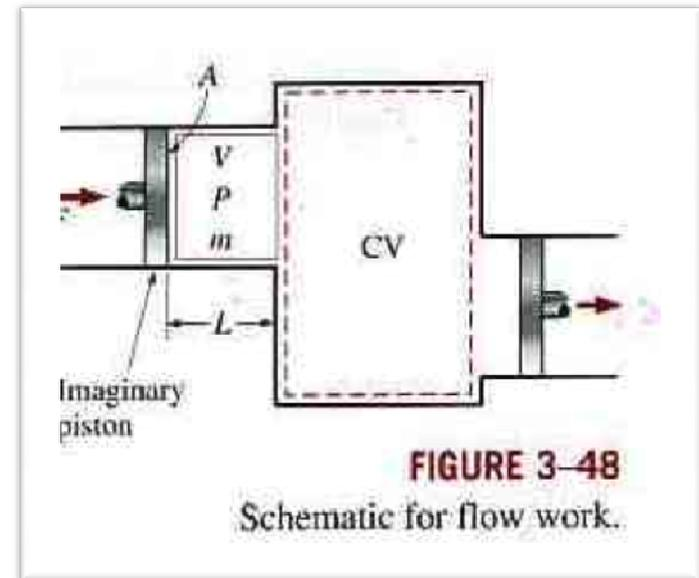 A
V
P
m
CV
L
Imaginary
piston
FIGURE 3–48
Schematic for flow work.